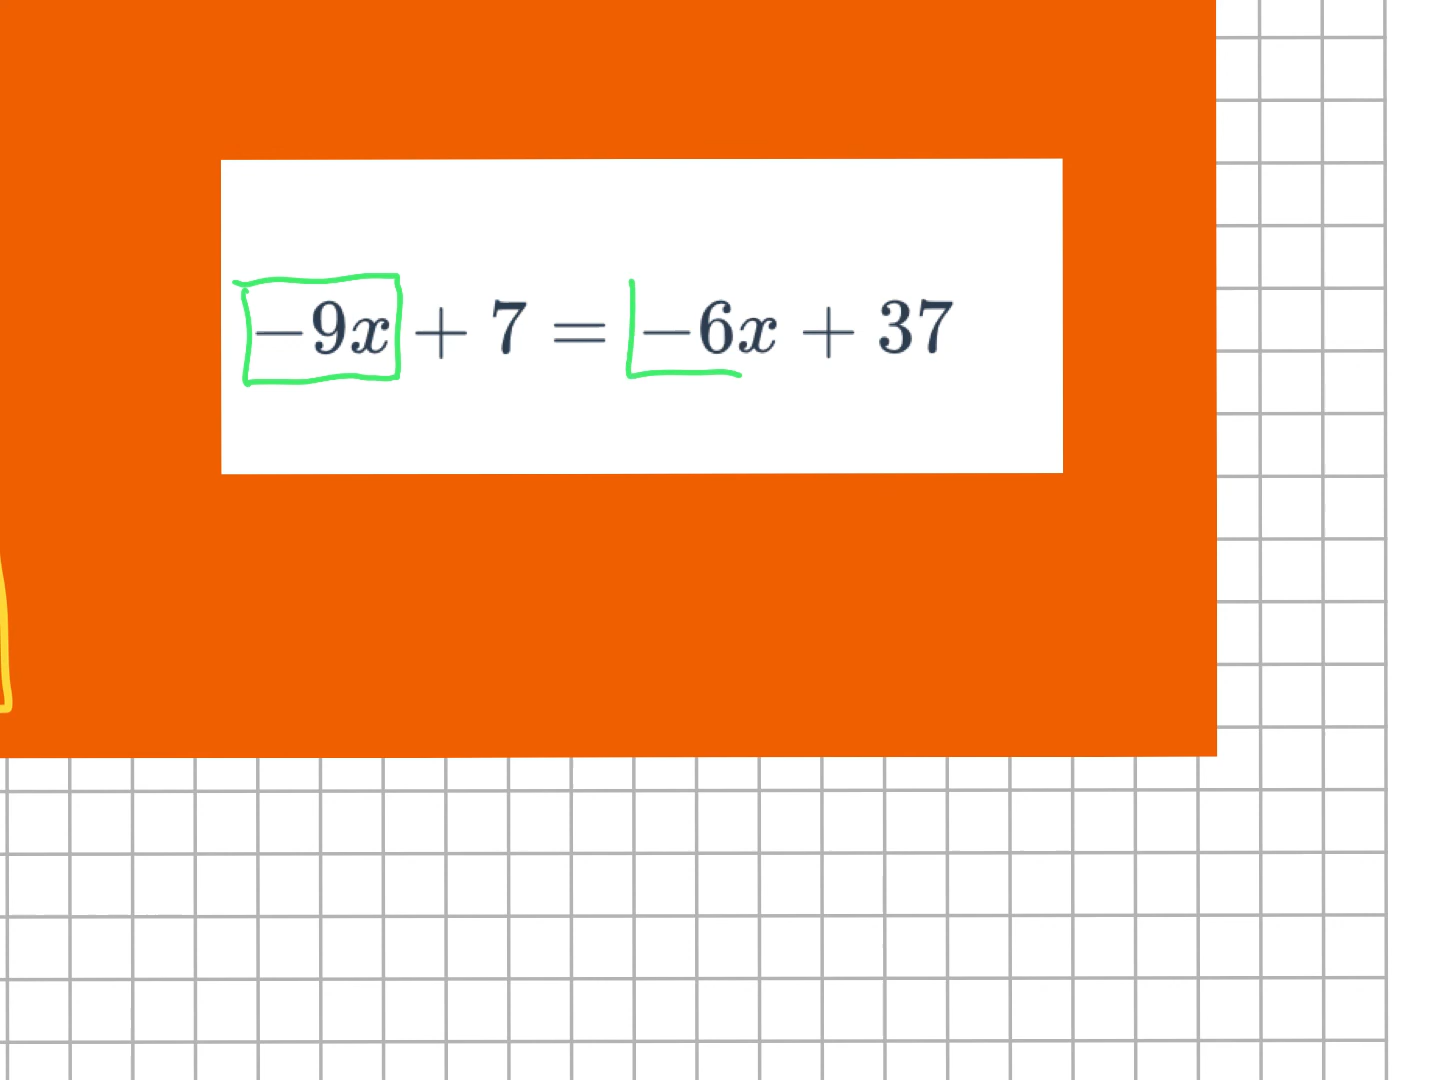 −9x + 7 = −6x + 37